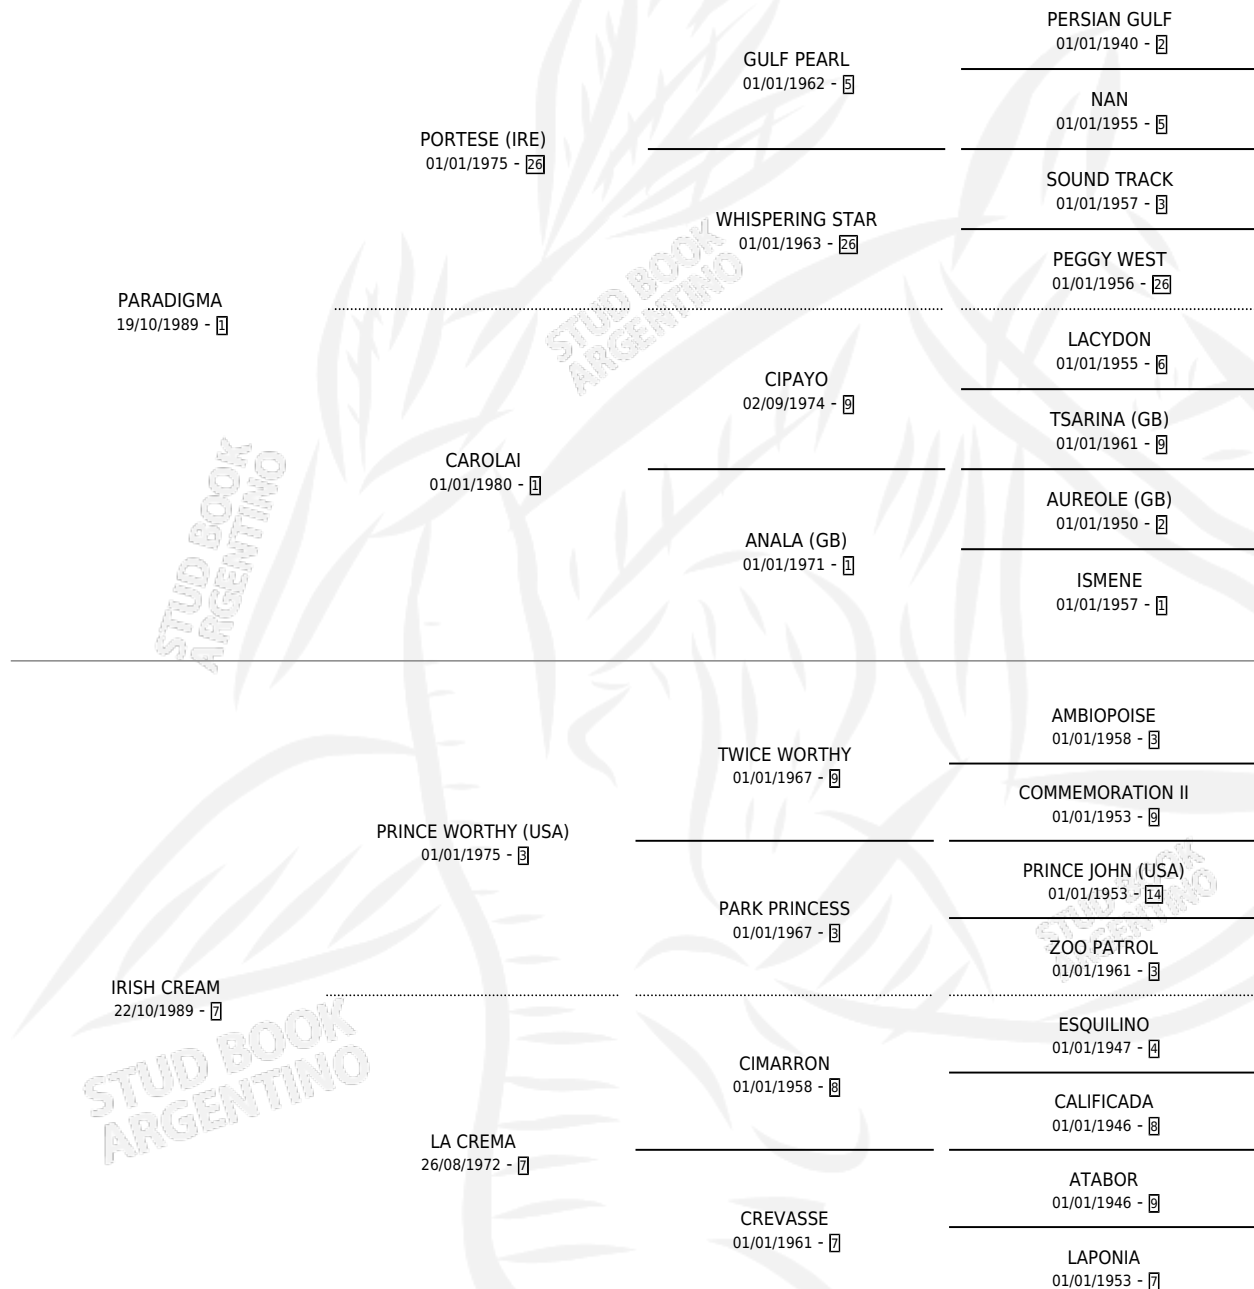 PERSIAN GULF
01/01/1940 - 2
GULF PEARL
01/01/1962 - 5
NAN
01/01/1955 - 5
PORTESE (IRE)
01/01/1975 - 26
SOUND TRACK
01/01/1957 - 3
WHISPERING STAR
01/01/1963 - 26
PEGGY WEST
01/01/1956 - 26
PARADIGMA
19/10/1989 - 1
LACYDON
01/01/1955 - 6
CIPAYO
02/09/1974 - 9
TSARINA (GB)
01/01/1961 - 9
CAROLAI
01/01/1980 - 1
AUREOLE (GB)
01/01/1950 - 2
ANALA (GB)
01/01/1971 - 1
ISMENE
01/01/1957 - 1
AMBIOPOISE
01/01/1958 - 3
TWICE WORTHY
01/01/1967 - 9
COMMEMORATION II
01/01/1953 - 9
PRINCE WORTHY (USA)
01/01/1975 - 3
PRINCE JOHN (USA)
01/01/1953 - 14
PARK PRINCESS
01/01/1967 - 3
ZOO PATROL
01/01/1961 - 3
IRISH CREAM
22/10/1989 - 7
ESQUILINO
01/01/1947 - 4
CIMARRON
01/01/1958 - 8
CALIFICADA
01/01/1946 - 8
LA CREMA
26/08/1972 - 7
ATABOR
01/01/1946 - 9
CREVASSE
01/01/1961 - 7
LAPONIA
01/01/1953 - 7
STUD BOOK
ARGENTINO
STUD BOOK
ARGENTINO
STUD BOOK
ARGENTINO
STUD BOOK
ARGENTINO